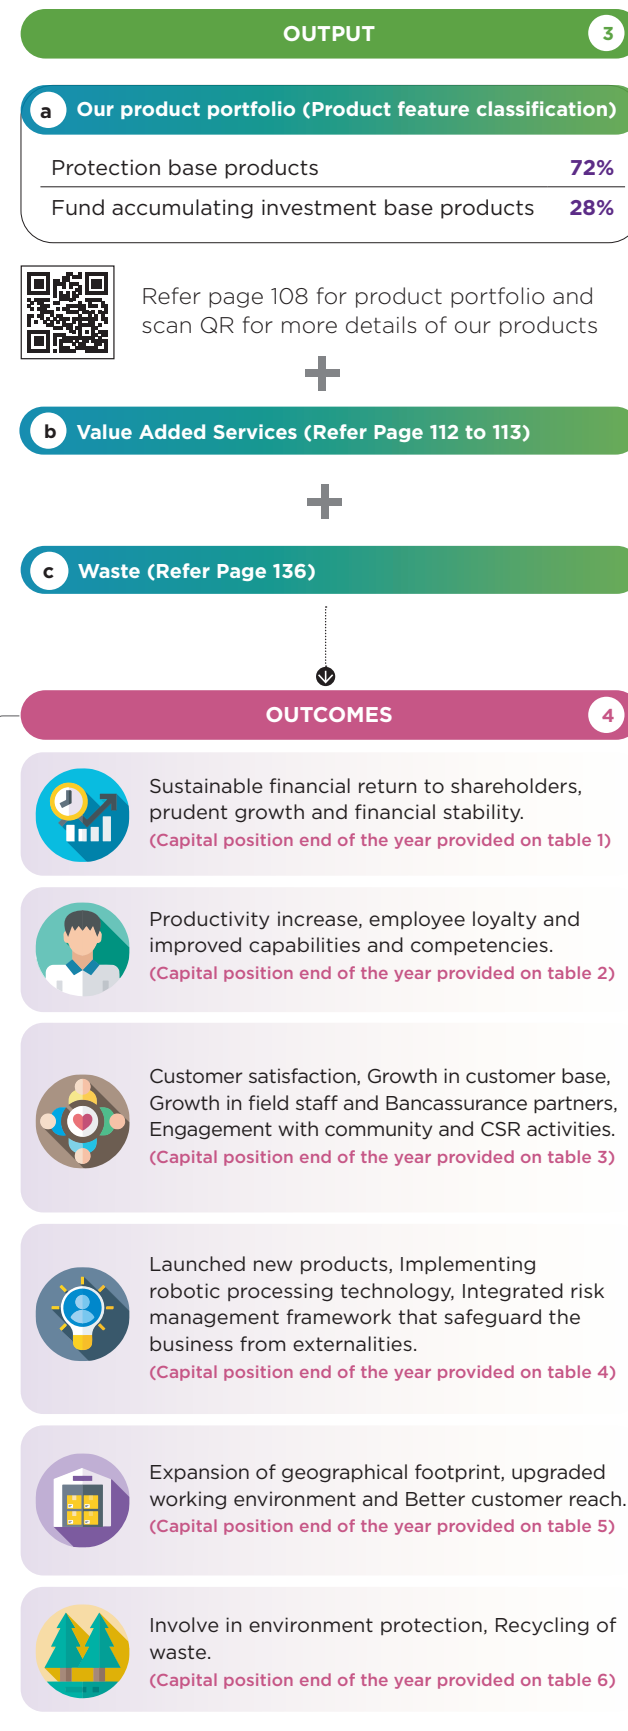 OUTPUT
3
a
Our product portfolio (Product feature classification)
Protection base products 72%
Fund accumulating investment base products 28%
Refer page 108 for product portfolio and
scan QR for more details of our products
+
b
Value Added Services (Refer Page 112 to 113)
+
c
Waste (Refer Page 136)
OUTCOMES
4
Sustainable financial return to shareholders,
prudent growth and financial stability.
(Capital position end of the year provided on table 1)
Productivity increase, employee loyalty and
improved capabilities and competencies.
(Capital position end of the year provided on table 2)
Customer satisfaction, Growth in customer base,
Growth in field staff and Bancassurance partners,
Engagement with community and CSR activities.
(Capital position end of the year provided on table 3)
Launched new products, Implementing
robotic processing technology, Integrated risk
management framework that safeguard the
business from externalities.
(Capital position end of the year provided on table 4)
Expansion of geographical footprint, upgraded
working environment and Better customer reach.
(Capital position end of the year provided on table 5)
Involve in environment protection, Recycling of
waste.
(Capital position end of the year provided on table 6)